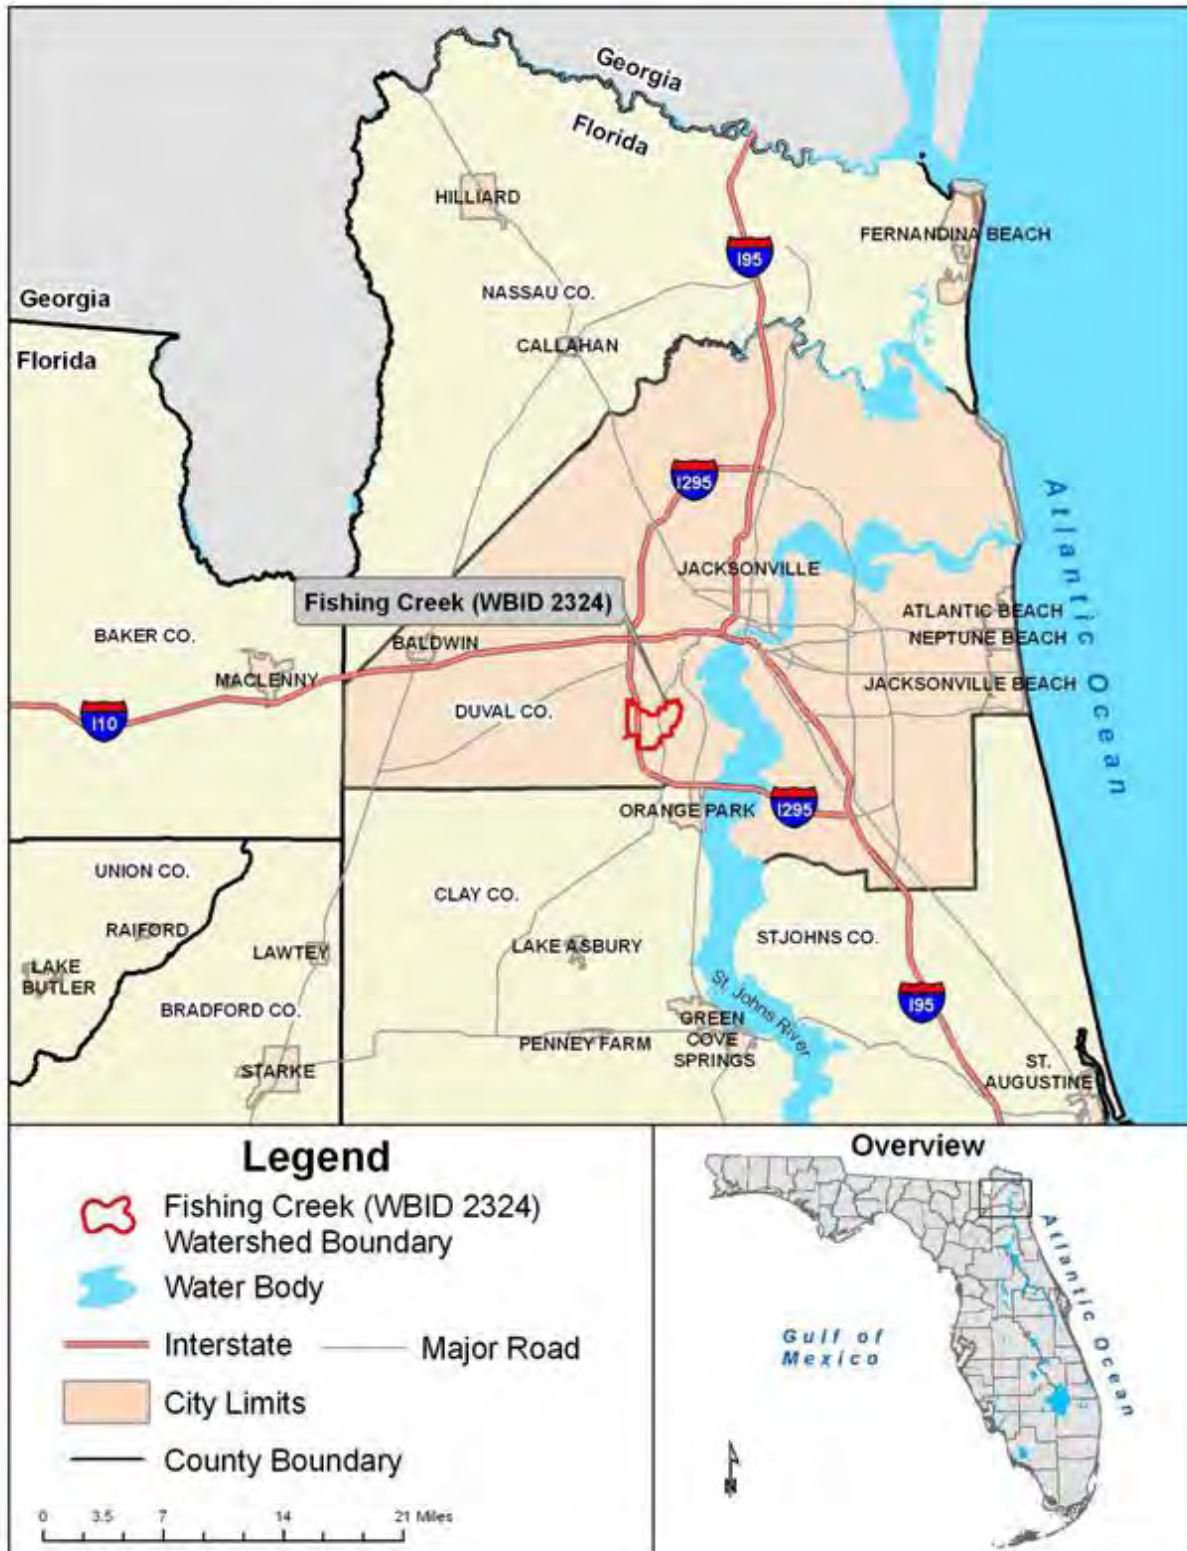 Georgia
Florida
HILLIARD
FERNANDINA BEACH
I95
NASSAU CO.
Georgia
CALLAHAN
Florida
I295
Atlantic Ocean
JACKSONVILLE
Fishing Creek (WBID 2324)
ATLANTIC BEACH
BAKER CO.
BALDWIN
NEPTUNE BEACH
MACLENNY
JACKSONVILLE BEACH
DUVAL CO.
I10
ORANGE PARK
I295
UNION CO.
CLAY CO.
RAIFORD
STJOHNS CO.
LAWTEY
LAKE ASBURY
LAKE
BUTLER
St. Johns River
I95
BRADFORD CO.
GREEN
COVE
SPRINGS
PENNEY FARM
STARKE
ST.
AUGUSTINE
Legend
Fishing Creek (WBID 2324)
Watershed Boundary
Water Body
Interstate
Major Road
City Limits
County Boundary
0 3.5 7 14 21 Miles
Overview
Atlantic Ocean
Gulf of
Mexico
N